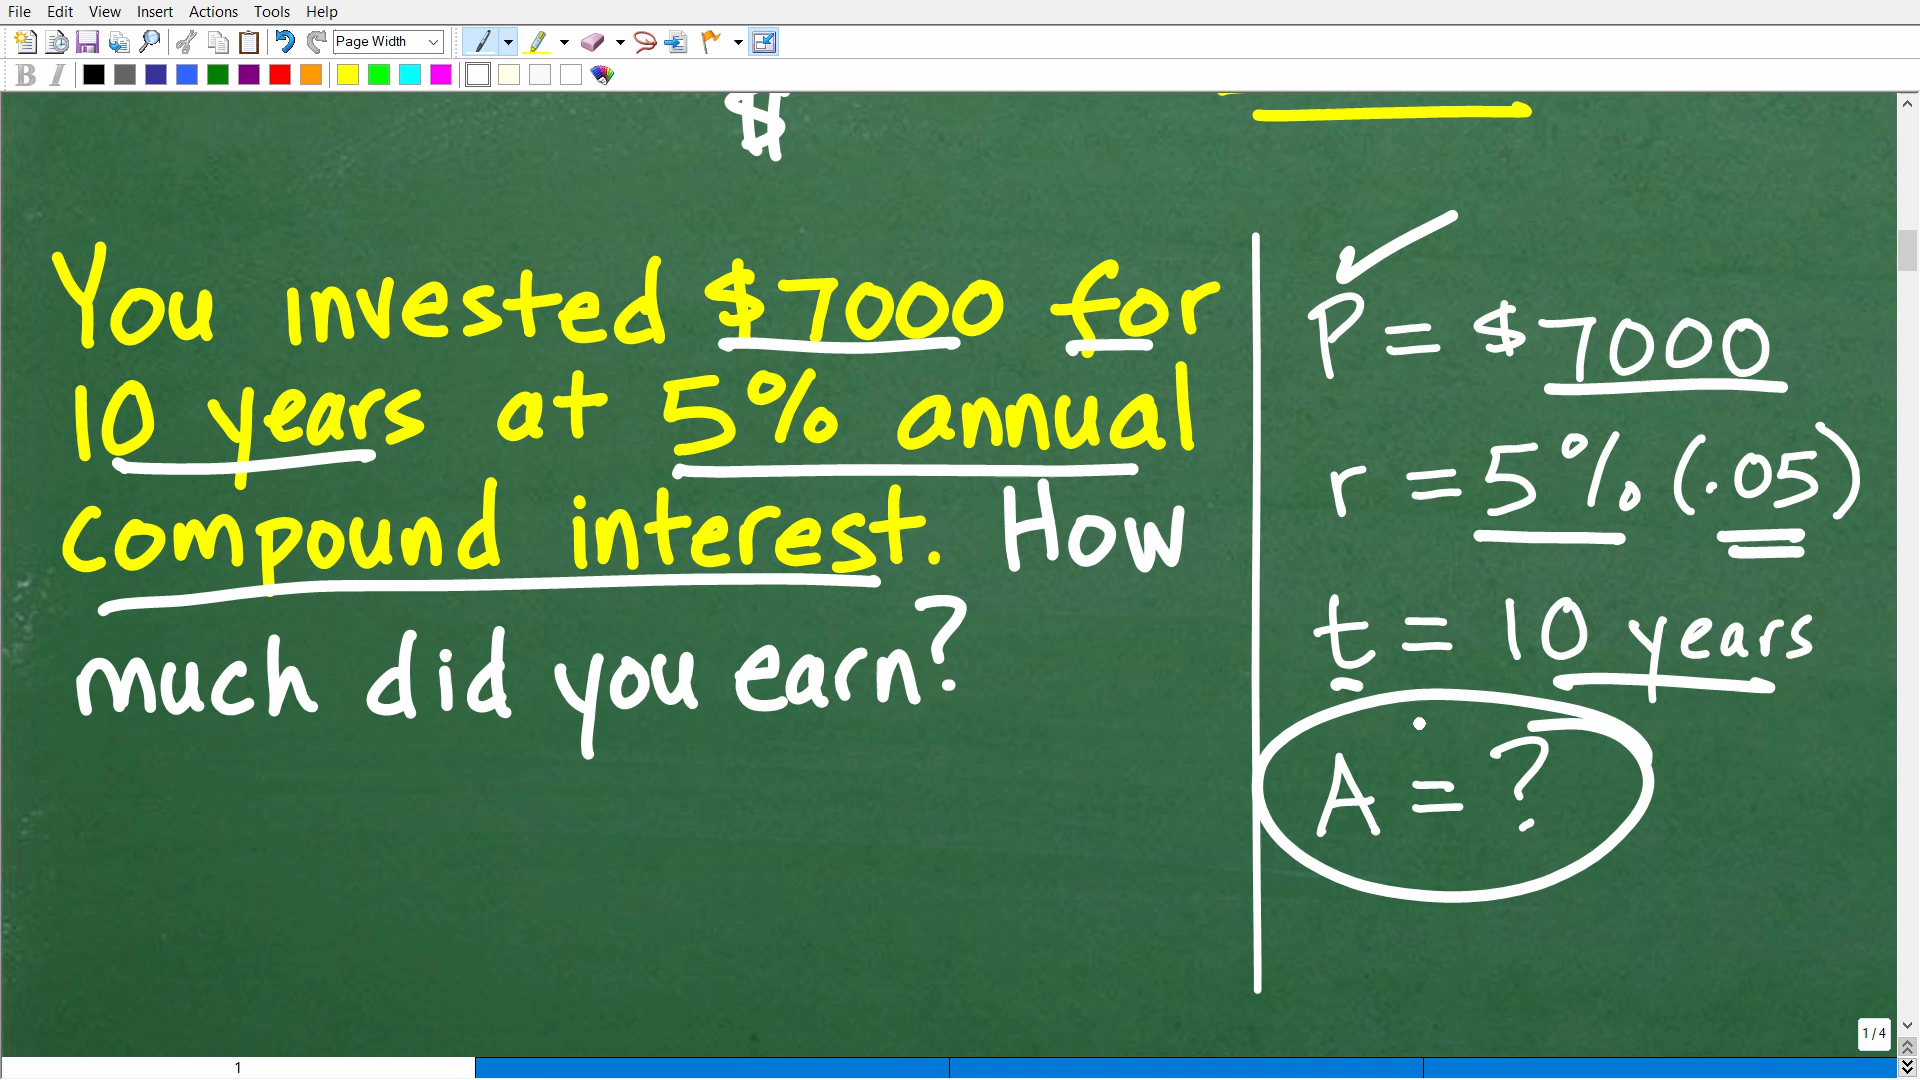 File Edit View Insert Actions Tools Help
Page Width
B I
$
You invested $7000 for
10 years at 5% annual
compound interest. How
much did you earn?
P = $7000
r = 5% (.05)
t = 10 years
A = ?
1 / 4
1